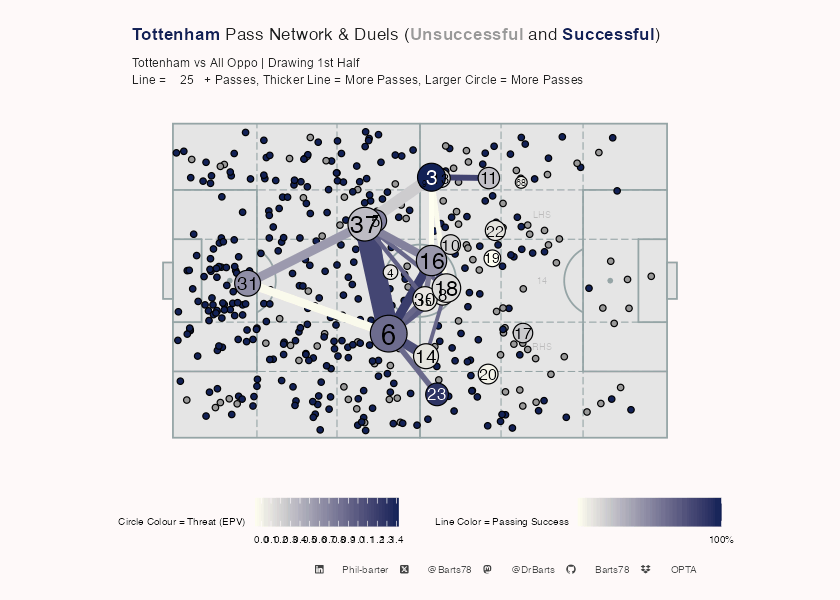 Tottenham Pass Network & Duels (Unsuccessful and Successful)
Tottenham vs All Oppo | Drawing 1st Half
Line = 25 + Passes, Thicker Line = More Passes, Larger Circle = More Passes
3
11
37
LHS
22
10
16
19
4
14
31
18
8
6
17
RHS
14
20
23
Circle Colour = Threat (EPV)
Line Color = Passing Success
100%
Phil-barter
@Barts78
@DrBarts
Barts78
OPTA